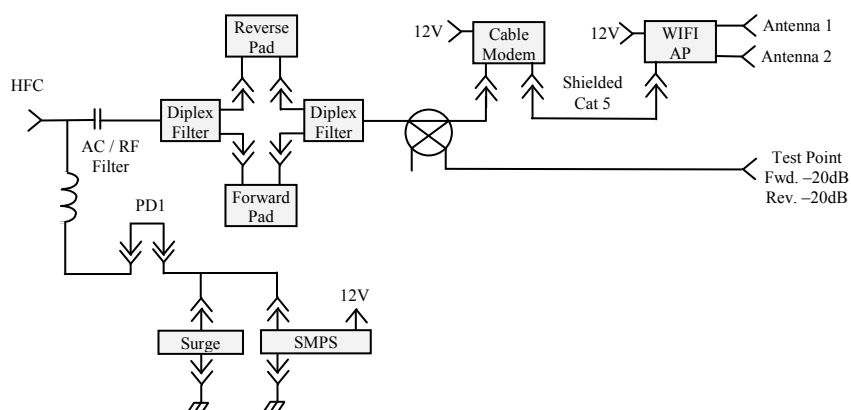 Reverse
Pad
12V
Cable
Modem
12V
WIFI
AP
Antenna 1
Antenna 2
HFC
Shielded
Cat 5
Diplex
Filter
Diplex
Filter
AC / RF
Filter
Test Point
Fwd. –20dB
Rev. –20dB
Forward
Pad
PD1
12V
Surge
SMPS